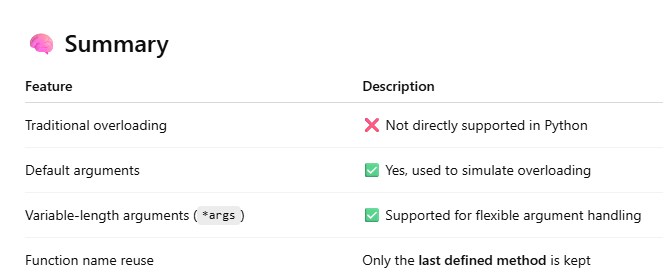 🧠 Summary
Feature Description
Traditional overloading ❌ Not directly supported in Python
Default arguments ✅ Yes, used to simulate overloading
Variable-length arguments ( *args ) ✅ Supported for flexible argument handling
Function name reuse Only the last defined method is kept